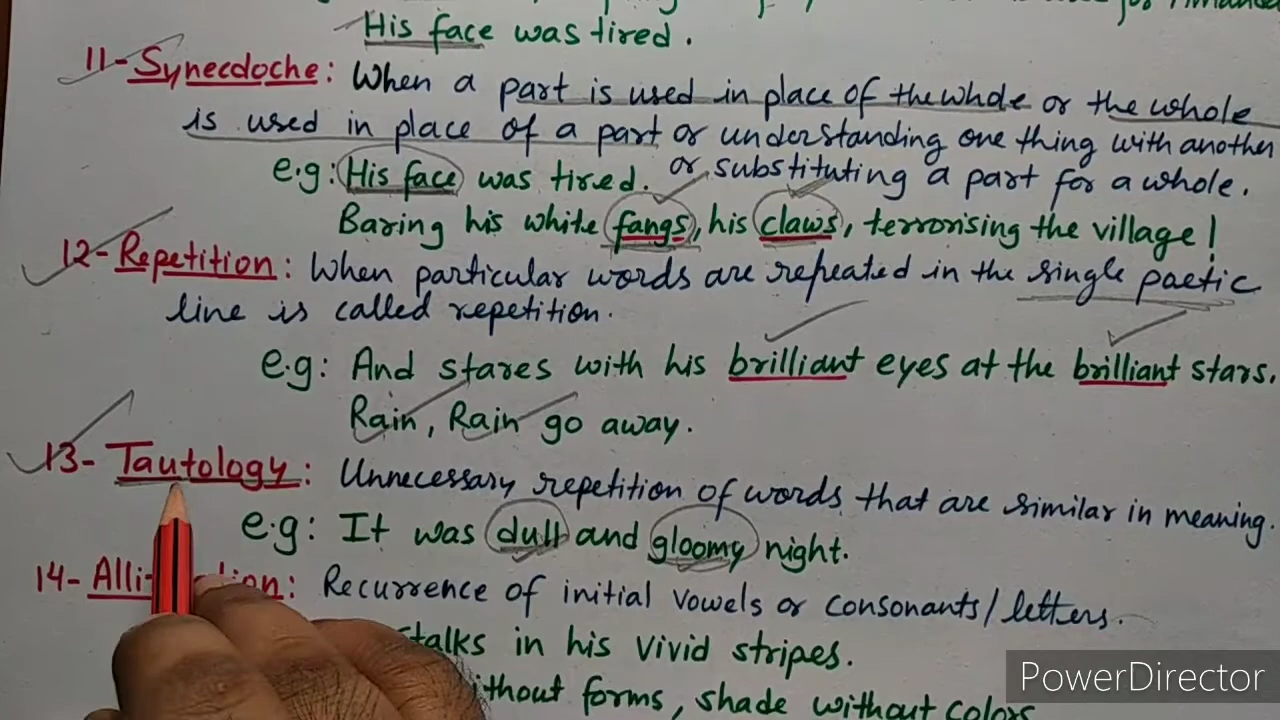 for
His face was tired.
11- Synecdoche: When a part is used in place of the whole or the whole
is used in place of a part or understanding one thing with another
or substituting a part for a whole.
e.g: His face was tired.
Baring his white fangs, his claws, terrorising the village!
12- Repetition: When particular words are repeated in the single paetic
line is called repetition.
e.g: And stares with his brilliant eyes at the brilliant stars.
Rain, Rain go away.
13- Tautology: Unnecessary repetition of words that are similar in meaning.
e.g: It was dull and gloomy night.
14- : Recurrence of initial vowels or consonants/letters.
stalks in his vivid stripes.
without forms, shade without colors
PowerDirector